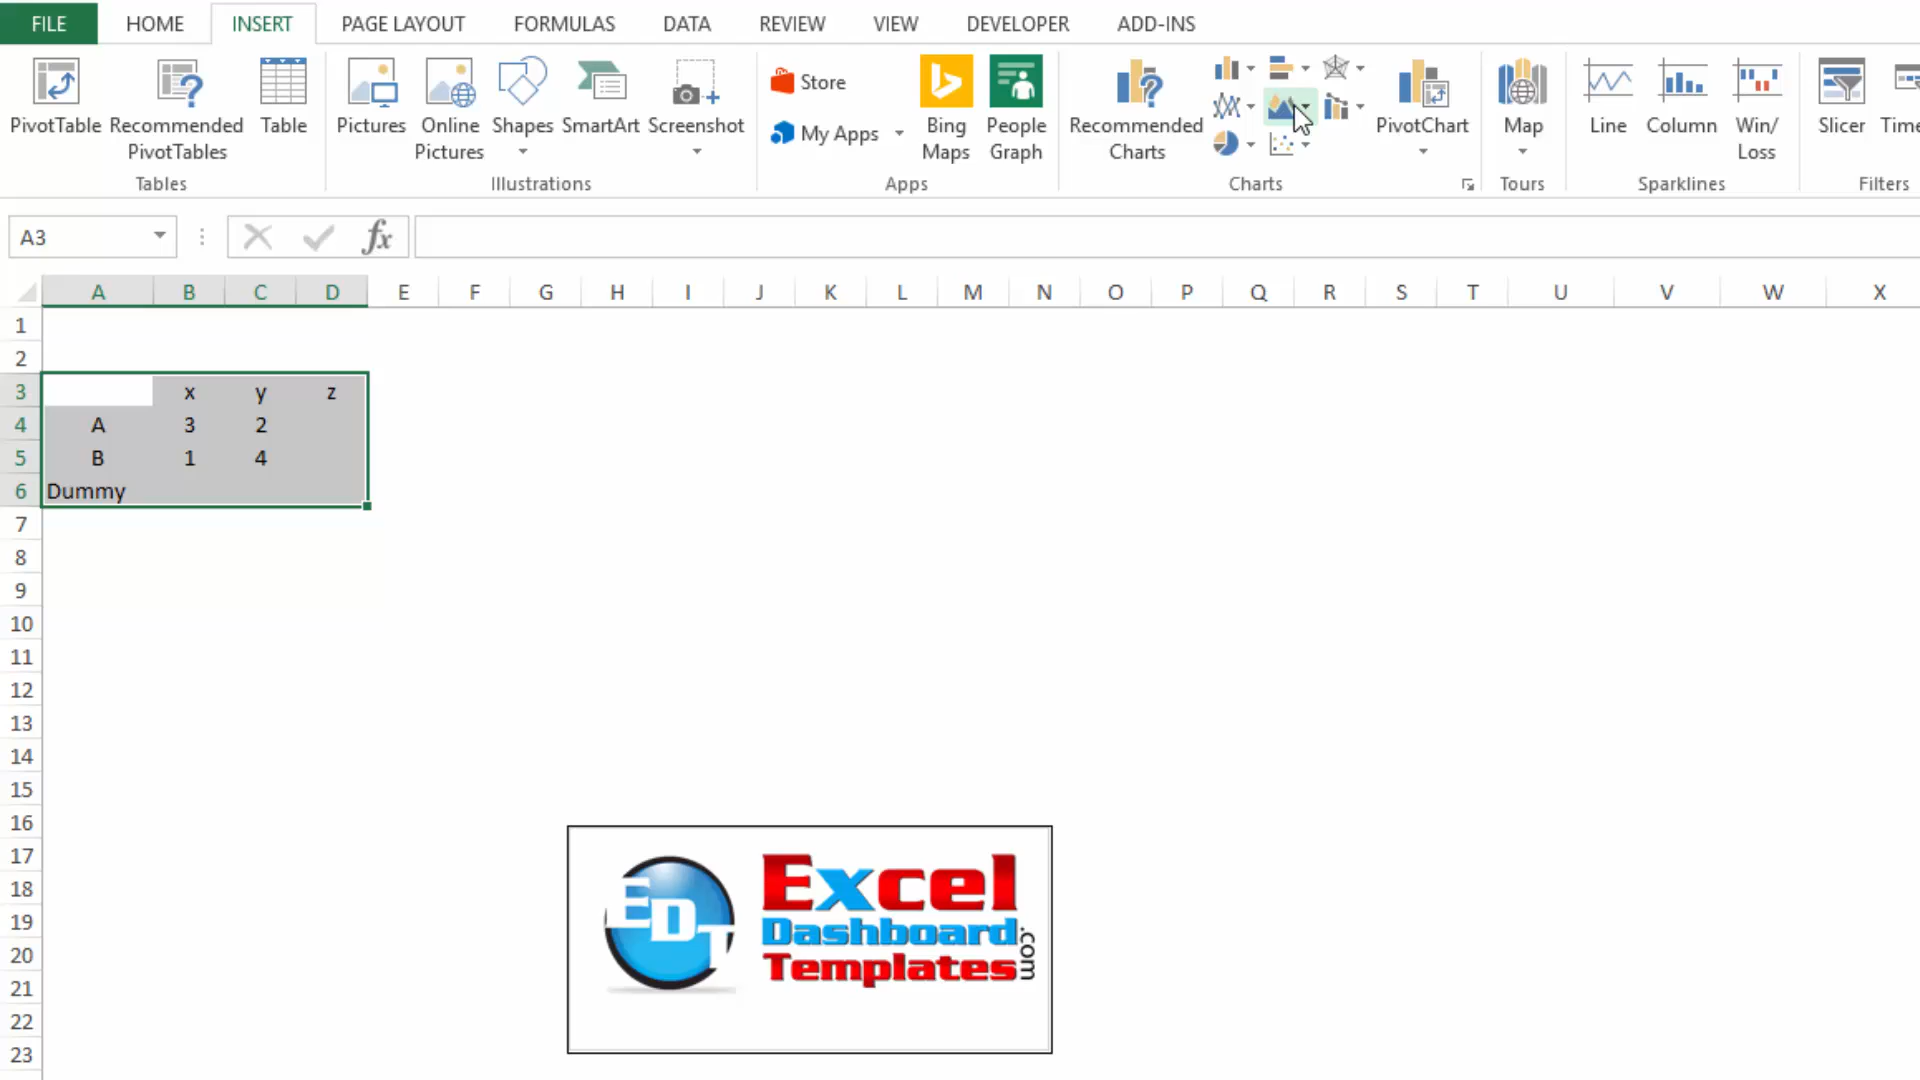 FILE HOME INSERT PAGE LAYOUT FORMULAS DATA REVIEW VIEW DEVELOPER ADD-INS
PivotTable
Recommended
PivotTables
Table
Tables
Pictures
Online
Pictures
Shapes
SmartArt
Screenshot
Illustrations
Store
My Apps
Bing
Maps
People
Graph
Apps
Recommended
Charts
PivotChart
Charts
Map
Tours
Line
Column
Win/
Loss
Sparklines
Slicer
Time
Filters
A3
fx
A B C D E F G H I J K L M N O P Q R S T U V W X
1
2
3 x y z
4 A 3 2
5 B 1 4
6 Dummy
7
8
9
10
11
12
13
14
15
16
17
18
19
20
21
22
23
EDT
Excel
Dashboard
Templates
.com